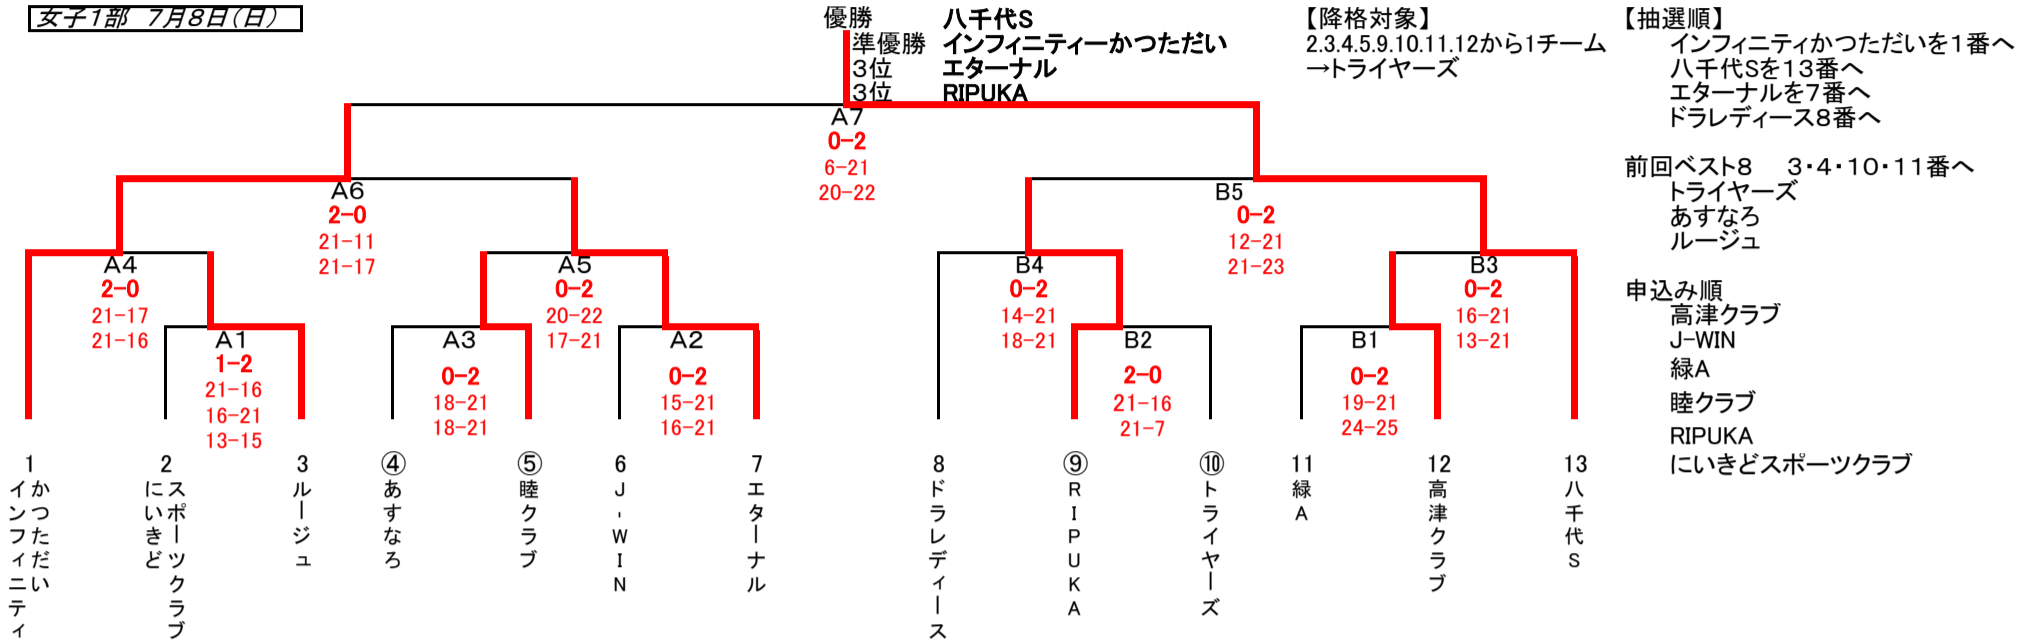 女子1部　7月8日(日)
優勝　八千代S
準優勝　インフィニティーかつただい
3位　エターナル
3位　RIPUKA
【降格対象】
2.3.4.5.9.10.11.12から1チーム
→トライヤーズ
【抽選順】
インフィニティかつただいを1番へ
八千代Sを13番へ
エターナルを7番へ
ドラレディース8番へ
前回ベスト8　3・4・10・11番へ
トライヤーズ
あすなろ
ルージュ
申込み順
高津クラブ
J-WIN
緑A
睦クラブ
RIPUKA
にいきどスポーツクラブ
A7
0-2
6-21
20-22
A6
2-0
21-11
21-17
B5
0-2
12-21
21-23
A4
2-0
21-17
21-16
A5
0-2
20-22
17-21
B4
0-2
14-21
18-21
B3
0-2
16-21
13-21
A1
1-2
21-16
16-21
13-15
A3
0-2
18-21
18-21
A2
0-2
15-21
16-21
B2
2-0
21-16
21-7
B1
0-2
19-21
24-25
1
インフィニティ
かつただい
2
にいきど
スポーツクラブ
3
ルージュ
④
あすなろ
⑤
睦クラブ
6
J-WIN
7
エターナル
8
ドラレディース
⑨
RIPUKA
⑩
トライヤーズ
11
緑A
12
高津クラブ
13
八千代S